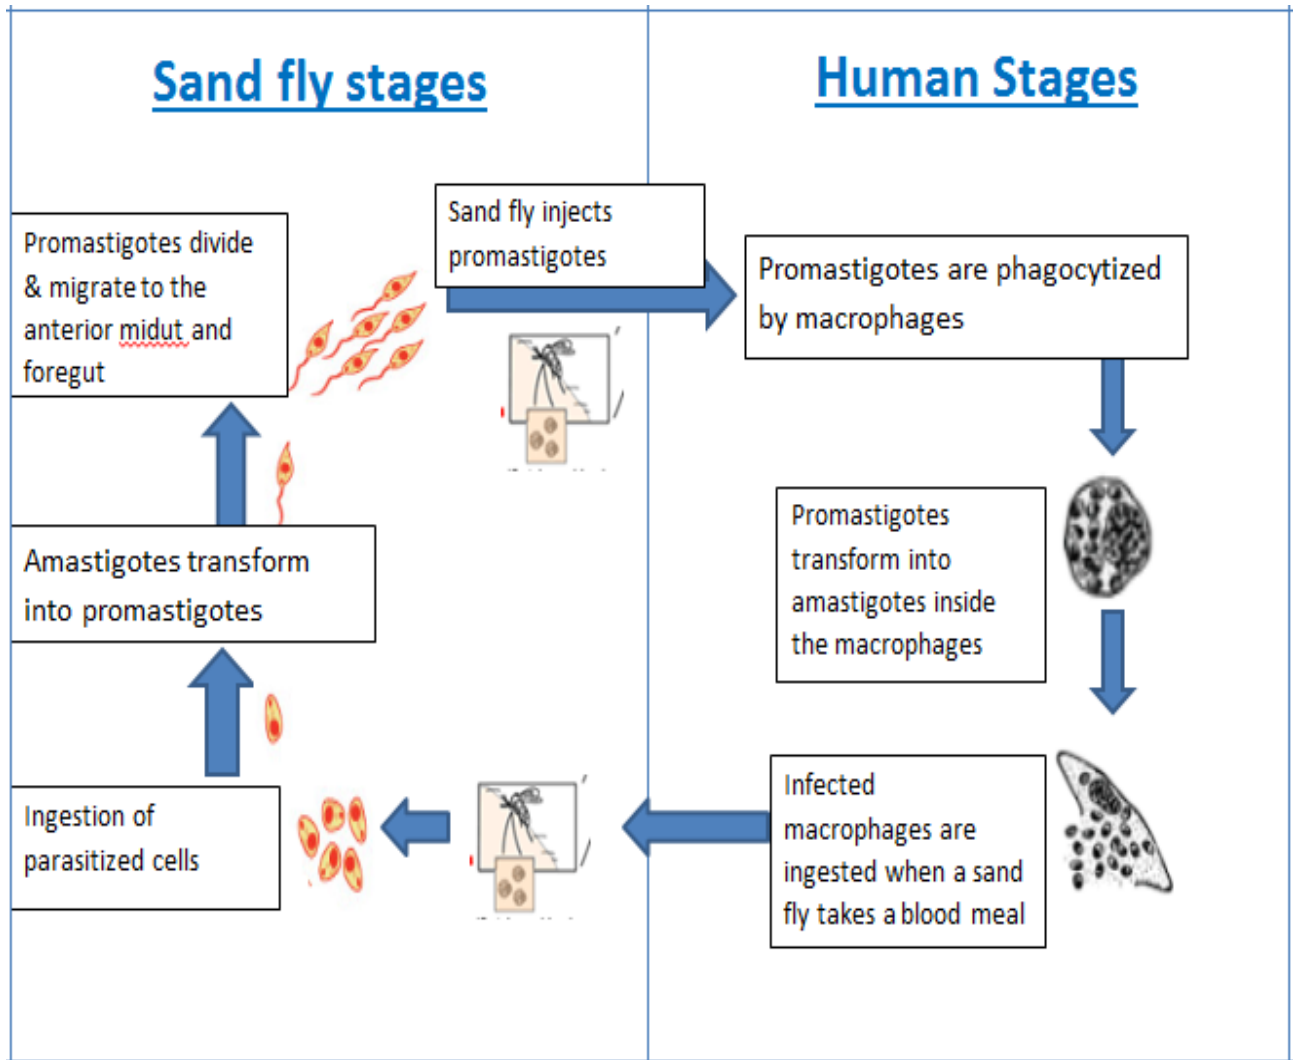 Sand fly stages
Human Stages
Sand fly injects
promastigotes
Promastigotes divide
& migrate to the
anterior midut and
foregut
Promastigotes are phagocytized
by macrophages
Promastigotes
transform into
amastigotes inside
the macrophages
Amastigotes transform
into promastigotes
Infected
macrophages are
ingested when a sand
fly takes a blood meal
Ingestion of
parasitized cells